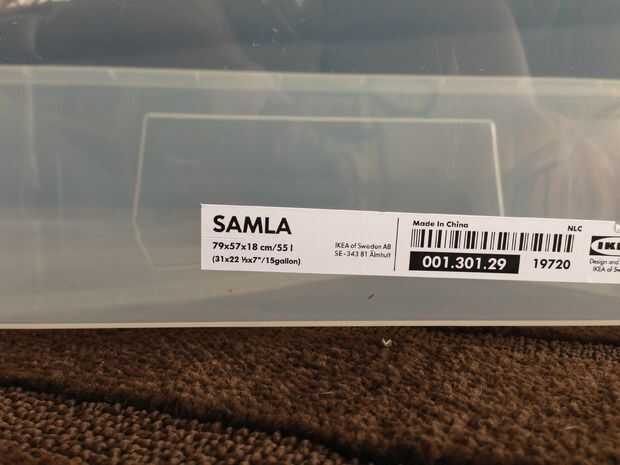 SAMLA
79x57x18 cm/55 l
(31x22 ½x7"/15gallon)
IKEA of Sweden AB
SE-343 81 Älmhult
Made In China
NLC
001.301.29
19720
Design and
IKEA of